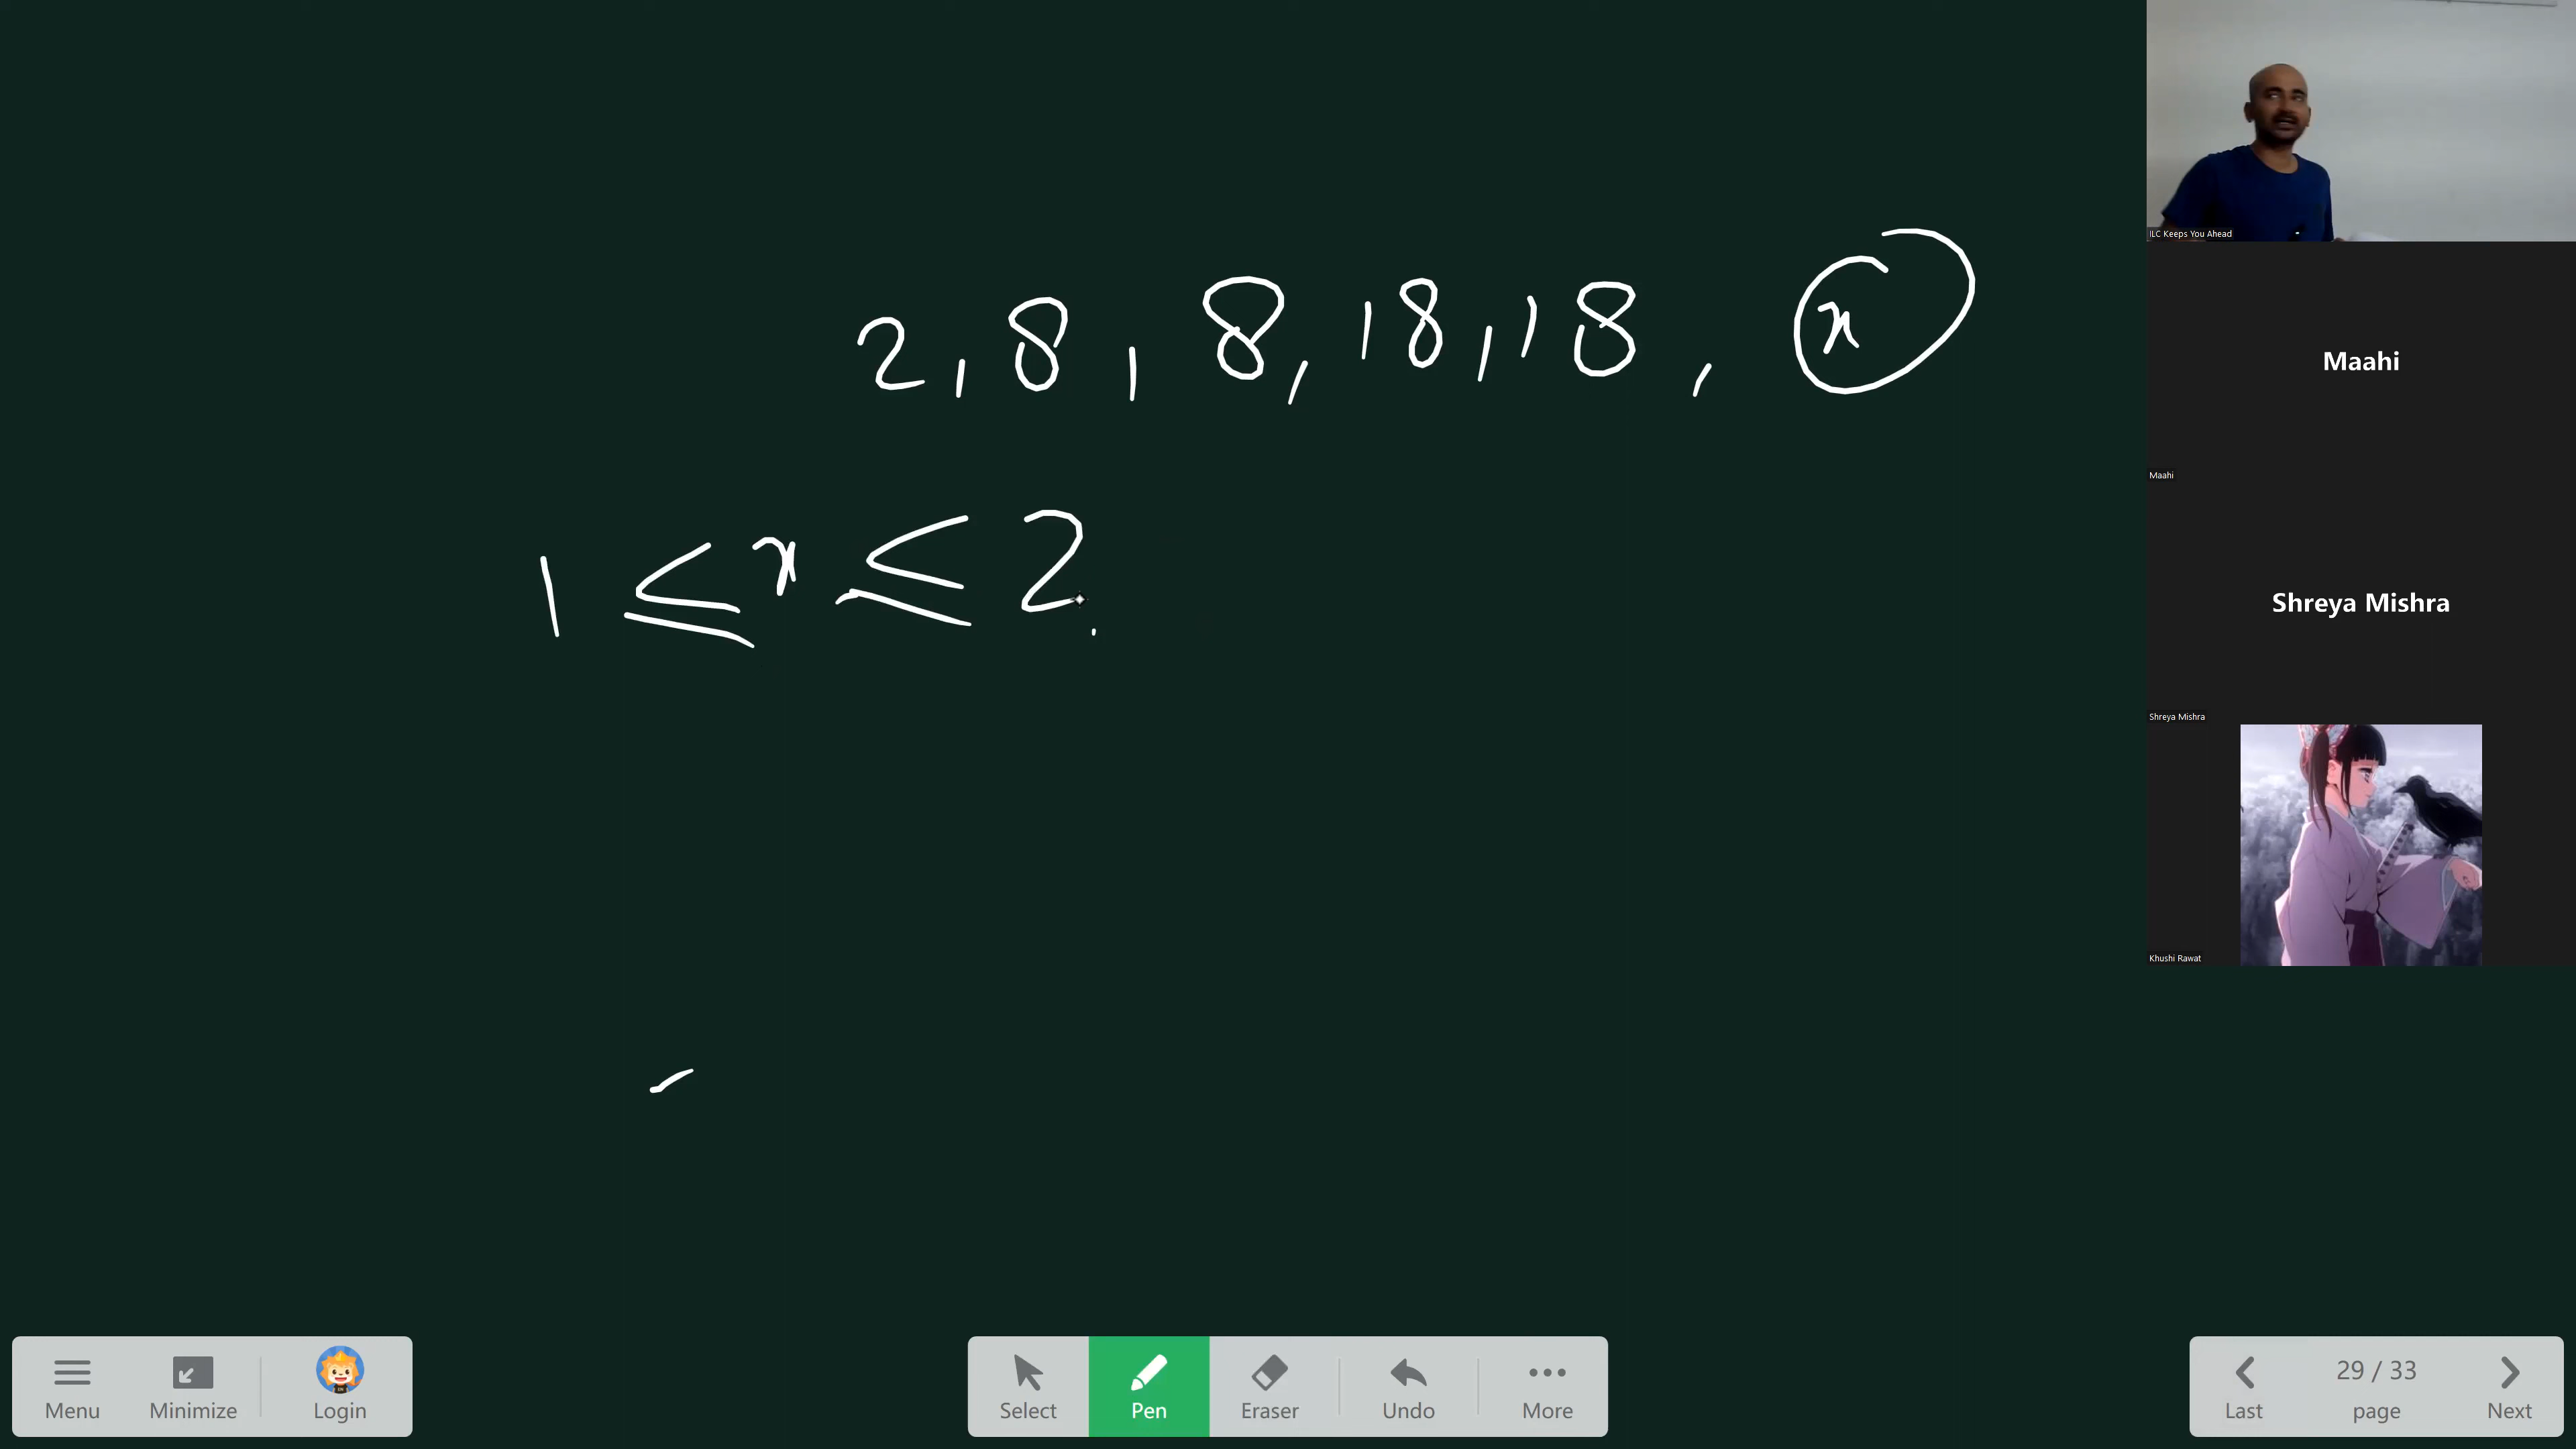 2, 8, 8, 18, 18, x
1 ≤ x ≤ 2.
ILC Keeps You Ahead
Maahi
Maahi
Shreya Mishra
Shreya Mishra
Khushi Rawat
Menu Minimize Login
Select Pen Eraser Undo More
29 / 33
Last page Next